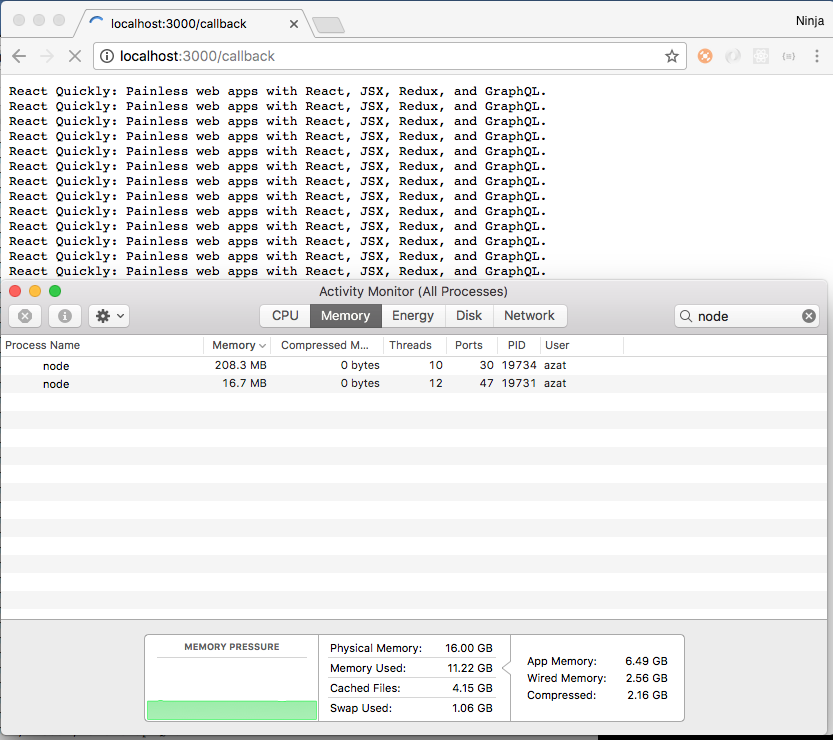 localhost:3000/callback
Ninja
localhost:3000/callback
React Quickly: Painless web apps with React, JSX, Redux, and GraphQL.
React Quickly: Painless web apps with React, JSX, Redux, and GraphQL.
React Quickly: Painless web apps with React, JSX, Redux, and GraphQL.
React Quickly: Painless web apps with React, JSX, Redux, and GraphQL.
React Quickly: Painless web apps with React, JSX, Redux, and GraphQL.
React Quickly: Painless web apps with React, JSX, Redux, and GraphQL.
React Quickly: Painless web apps with React, JSX, Redux, and GraphQL.
React Quickly: Painless web apps with React, JSX, Redux, and GraphQL.
React Quickly: Painless web apps with React, JSX, Redux, and GraphQL.
React Quickly: Painless web apps with React, JSX, Redux, and GraphQL.
React Quickly: Painless web apps with React, JSX, Redux, and GraphQL.
React Quickly: Painless web apps with React, JSX, Redux, and GraphQL.
React Quickly: Painless web apps with React, JSX, Redux, and GraphQL.
Activity Monitor (All Processes)
CPU Memory Energy Disk Network node
Process Name Memory Compressed M... Threads Ports PID User
node 208.3 MB 0 bytes 10 30 19734 azat
node 16.7 MB 0 bytes 12 47 19731 azat
MEMORY PRESSURE
Physical Memory: 16.00 GB
Memory Used: 11.22 GB
Cached Files: 4.15 GB
Swap Used: 1.06 GB
App Memory: 6.49 GB
Wired Memory: 2.56 GB
Compressed: 2.16 GB